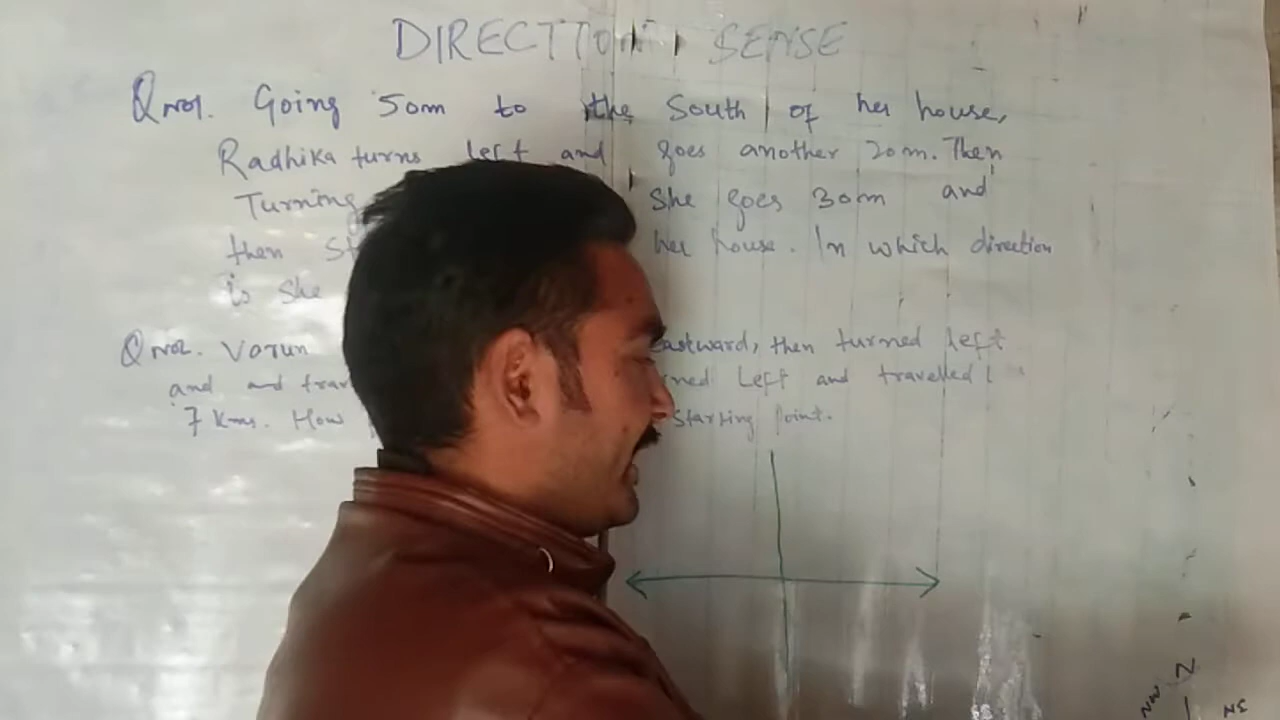 DIRECTION SENSE
Q no1. Going 50m to the South of her house,
Radhika turns left and goes another 20m. Then
Turning she goes 30m and
then her house. In which direction
is she
Q no2. Varun eastward, then turned left
and and Left and travelled
7 kms. How starting point.
N
NW
NE